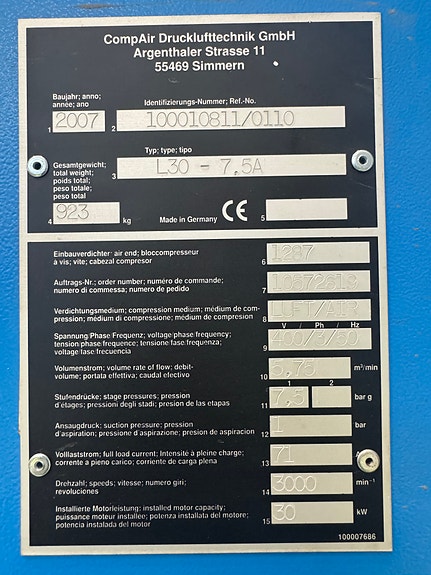 CompAir Drucklufttechnik GmbH
Argenthaler Strasse 11
55469 Simmern
Baujahr; anno;
année; ano
Identifizierungs-Nummer; Ref.-No.
1 2007 2 100010811/0110
Gesamtgewicht;
total weight;
poids total;
peso totale;
peso total
Typ; type; tipo
3 L30 - 7,5A
4 923 kg Made in Germany CE 5
Einbauverdichter; air end; bloccompresseur
à vis; vite; cabezal compresor
6 1287
Auftrags-Nr.; order number; numéro de commande;
numero di commessa; numero de pedido
7
Verdichtungsmedium; compression medium; médium de com-
pression; médium di compressione; médium de compresión
8 LUFT/AIR
V / Ph / Hz
Spannung/Phase/Frequenz; voltage/phase/frequency;
tension/phase/fréquence; tensione/fase/frequenza;
voltage/fase/frecuencia
9 400/3/50
Volumenstrom; volume rate of flow; debit-
volume; portata effettiva; caudal efectivo
10 5,75 m³/min
1 2
Stufendrücke; stage pressures; pression
d'étages; pressioni degli stadi; presion de las etapas
11 7,5 bar g
Ansaugdruck; suction pressure; pression
d'aspiration; pressione d'aspirazione; presion de aspiracion
12 1 bar
Vollaststrom; full load current; Intensité à pleine charge;
corrente a pieno carico; corriente de carga plena
13 71 A
Drehzahl; speeds; vitesse; numero giri;
revoluciones
14 3000 min⁻¹
Installierte Motorleistung; installed motor capacity;
puissance moteur installée; potenza installata del motore;
potencia instalada del motor
15 30 kW
100007686